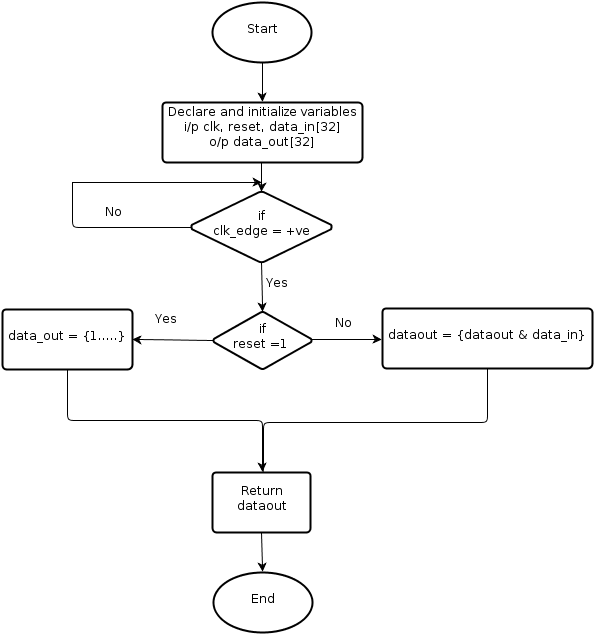 Start
Declare and initialize variables
i/p clk, reset, data_in[32]
o/p data_out[32]
No
if
clk_edge = +ve
Yes
data_out = {1.....}
Yes
if
reset =1
No
dataout = {dataout & data_in}
Return
dataout
End